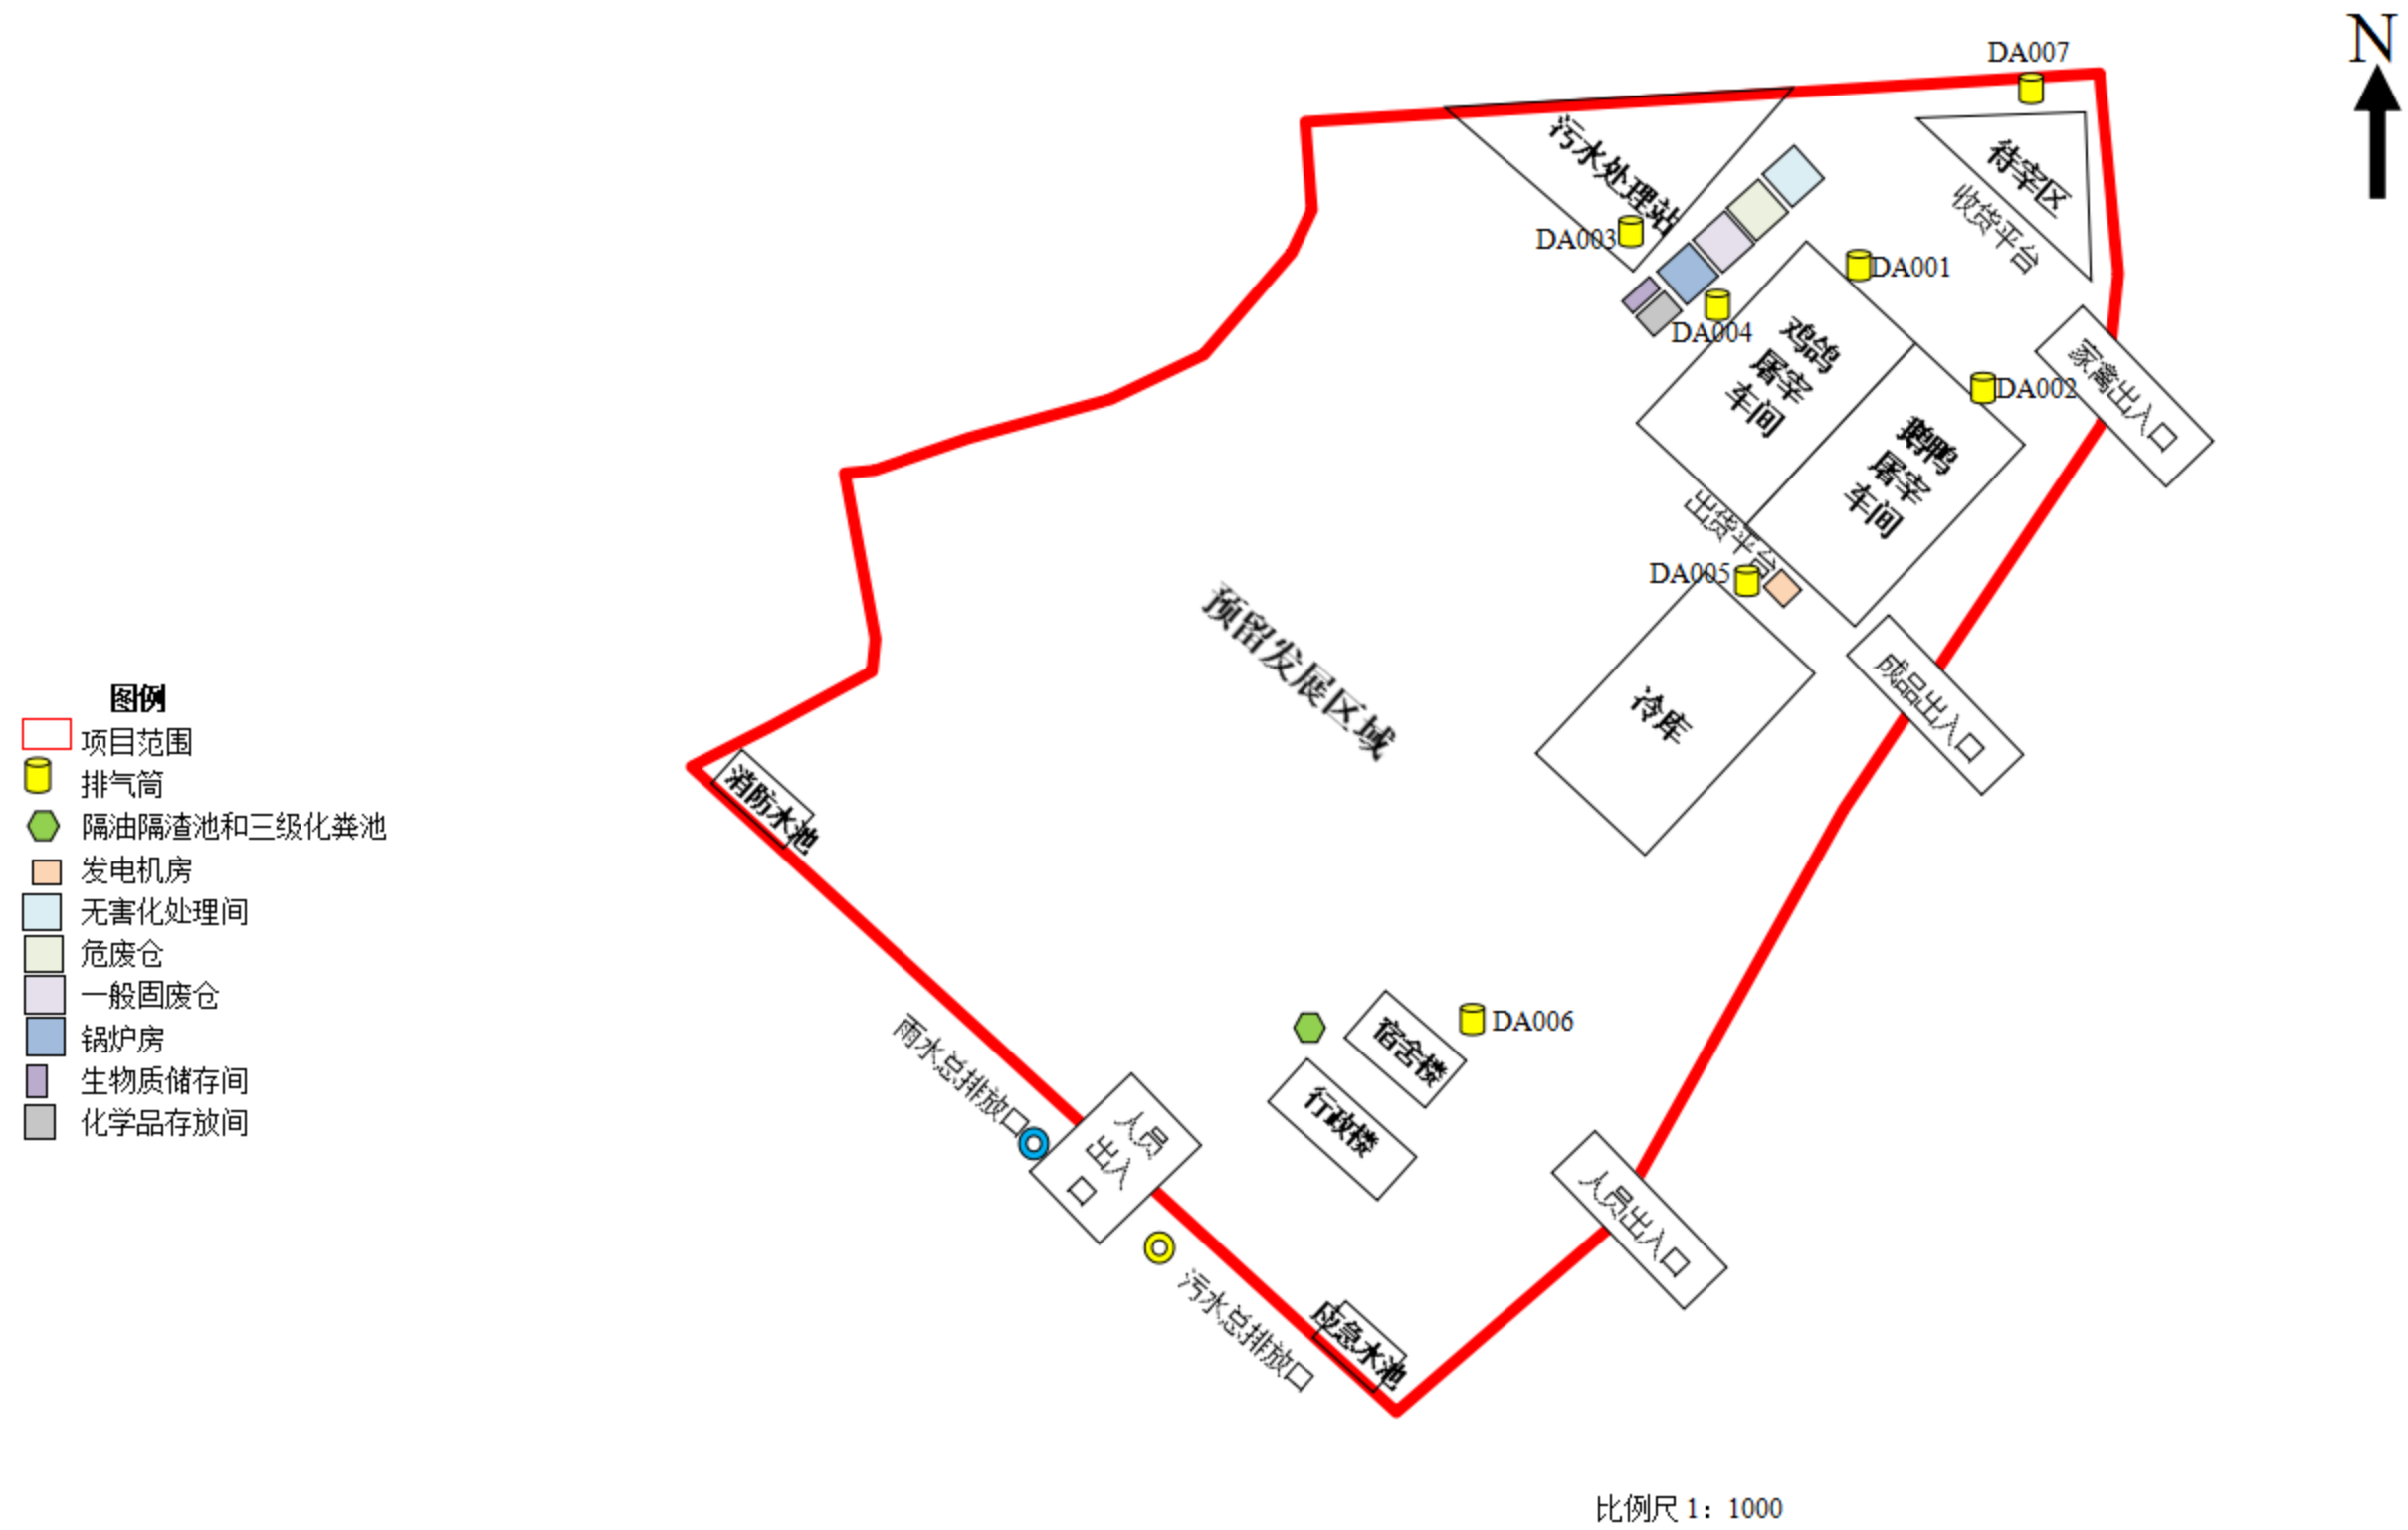 N
DA007
污水处理站
待宰区
收货平台
DA003
DA001
DA004
鸡鸽
屠宰
车间
家禽出入口
DA002
鹅鸭
屠宰
车间
出货平台
DA005
预留发展区域
成品出入口
冷库
图例
项目范围
排气筒
隔油隔渣池和三级化粪池
发电机房
无害化处理间
危废仓
一般固废仓
锅炉房
生物质储存间
化学品存放间
消防水池
雨水总排放口
宿舍楼
DA006
行政楼
人员
出入
口
人员出入口
污水总排放口
应急水池
比例尺 1： 1000